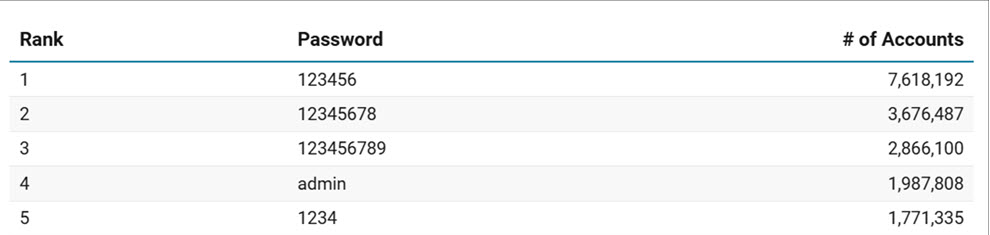 Rank Password # of Accounts
1 123456 7,618,192
2 12345678 3,676,487
3 123456789 2,866,100
4 admin 1,987,808
5 1234 1,771,335